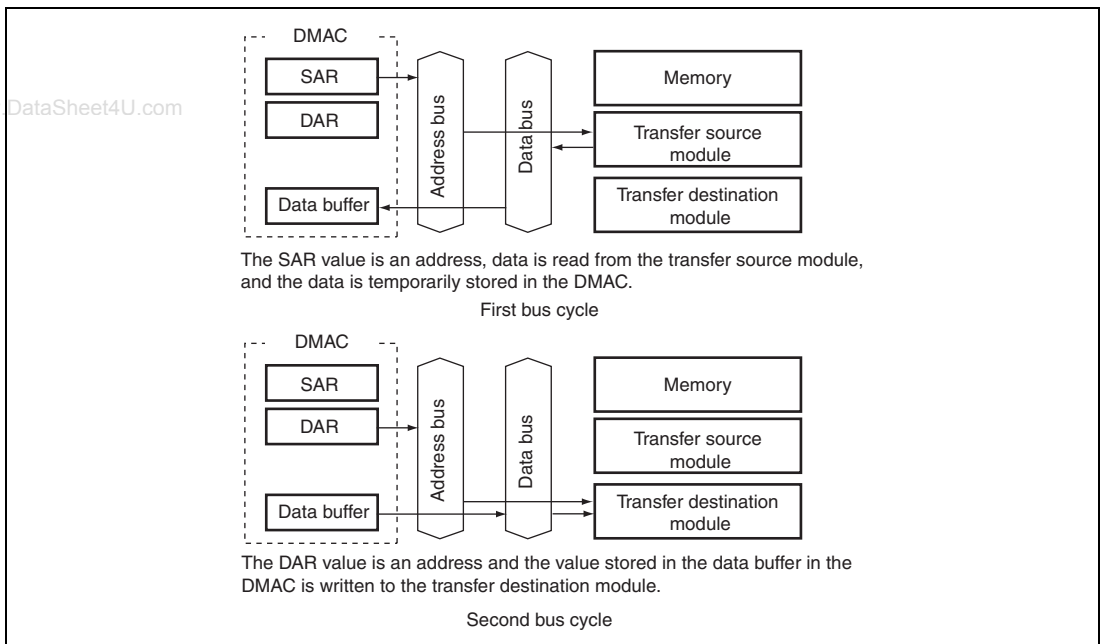 DMAC
SAR
DAR
Data buffer
Address bus
Data bus
Memory
Transfer source
module
Transfer destination
module
.DataSheet4U.com
The SAR value is an address, data is read from the transfer source module,
and the data is temporarily stored in the DMAC.
First bus cycle
DMAC
SAR
DAR
Data buffer
Address bus
Data bus
Memory
Transfer source
module
Transfer destination
module
The DAR value is an address and the value stored in the data buffer in the
DMAC is written to the transfer destination module.
Second bus cycle